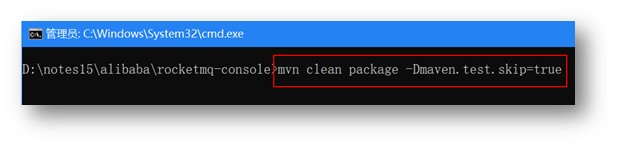 管理员: C:\Windows\System32\cmd.exe
D:\notes15\alibaba\rocketmq-console>mvn clean package -Dmaven.test.skip=true